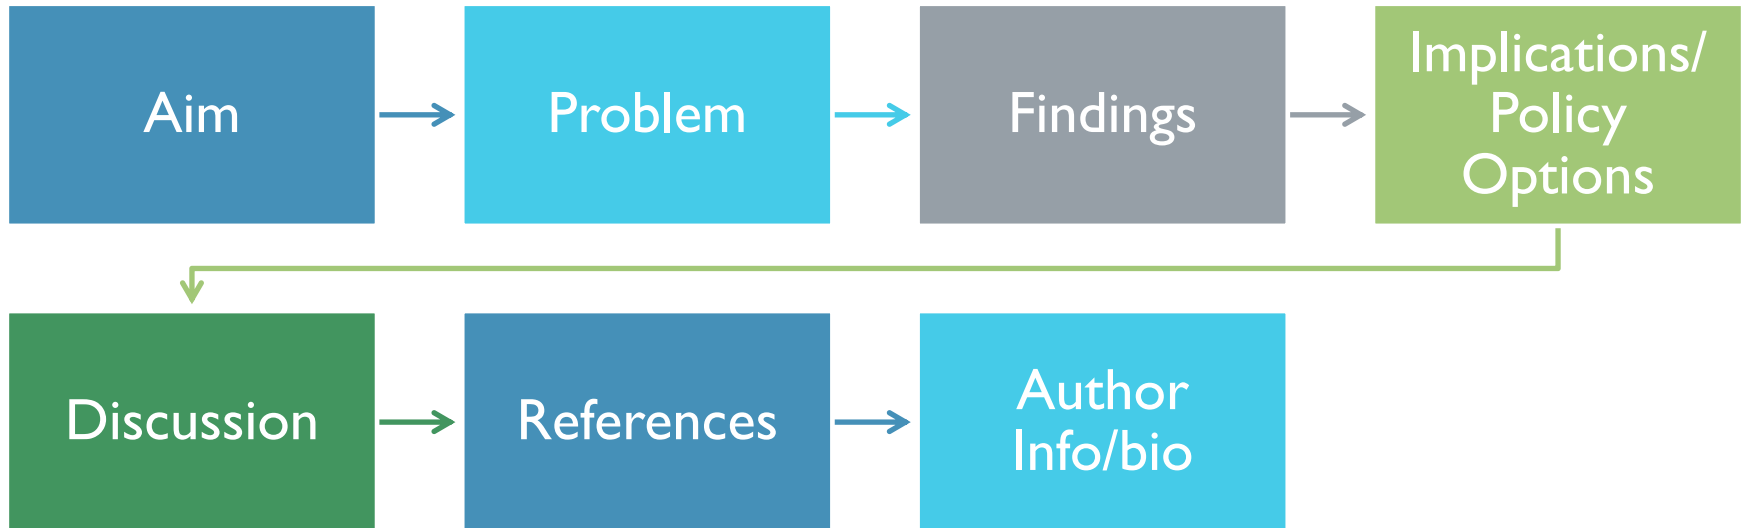 Aim
Problem
Findings
Implications/
Policy
Options
Discussion
References
Author
Info/bio